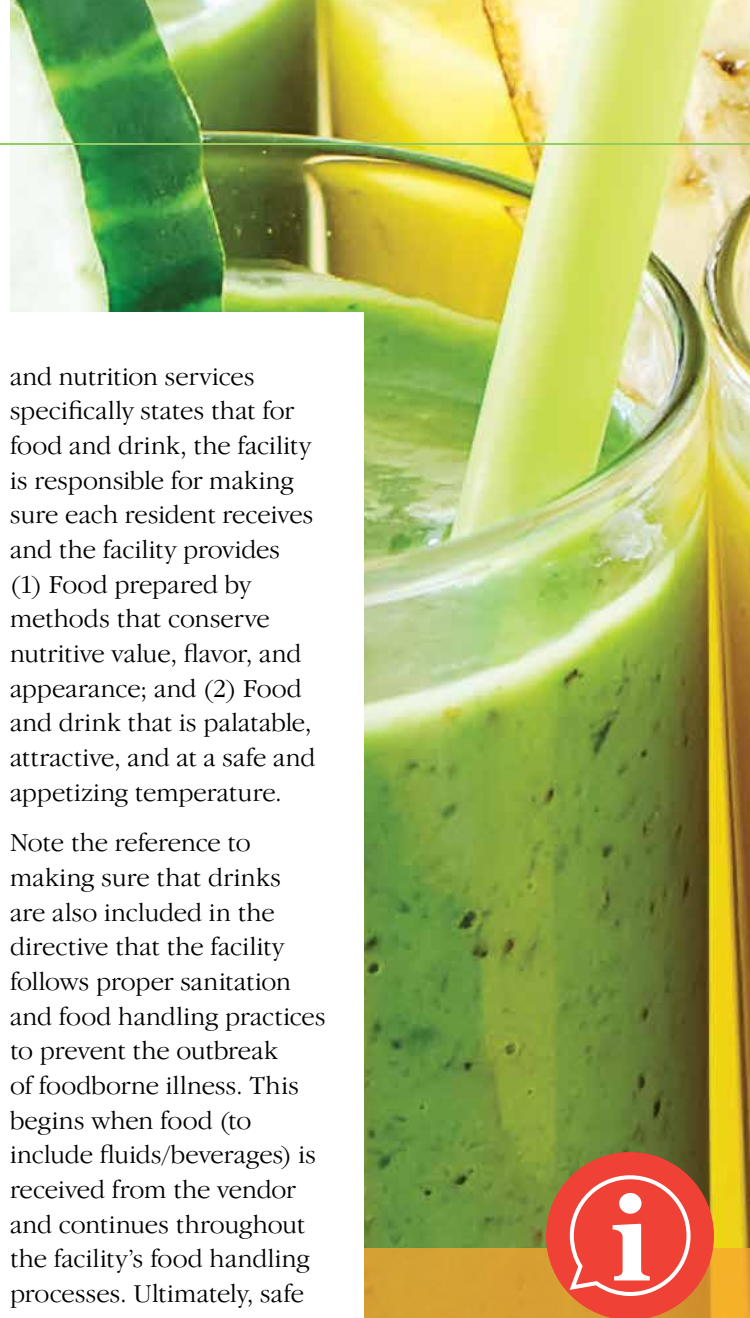 and nutrition services
specifically states that for
food and drink, the facility
is responsible for making
sure each resident receives
and the facility provides
(1) Food prepared by
methods that conserve
nutritive value, flavor, and
appearance; and (2) Food
and drink that is palatable,
attractive, and at a safe and
appetizing temperature.
Note the reference to
making sure that drinks
are also included in the
directive that the facility
follows proper sanitation
and food handling practices
to prevent the outbreak
of foodborne illness. This
begins when food (to
include fluids/beverages) is
received from the vendor
and continues throughout
the facility’s food handling
processes. Ultimately, safe
i